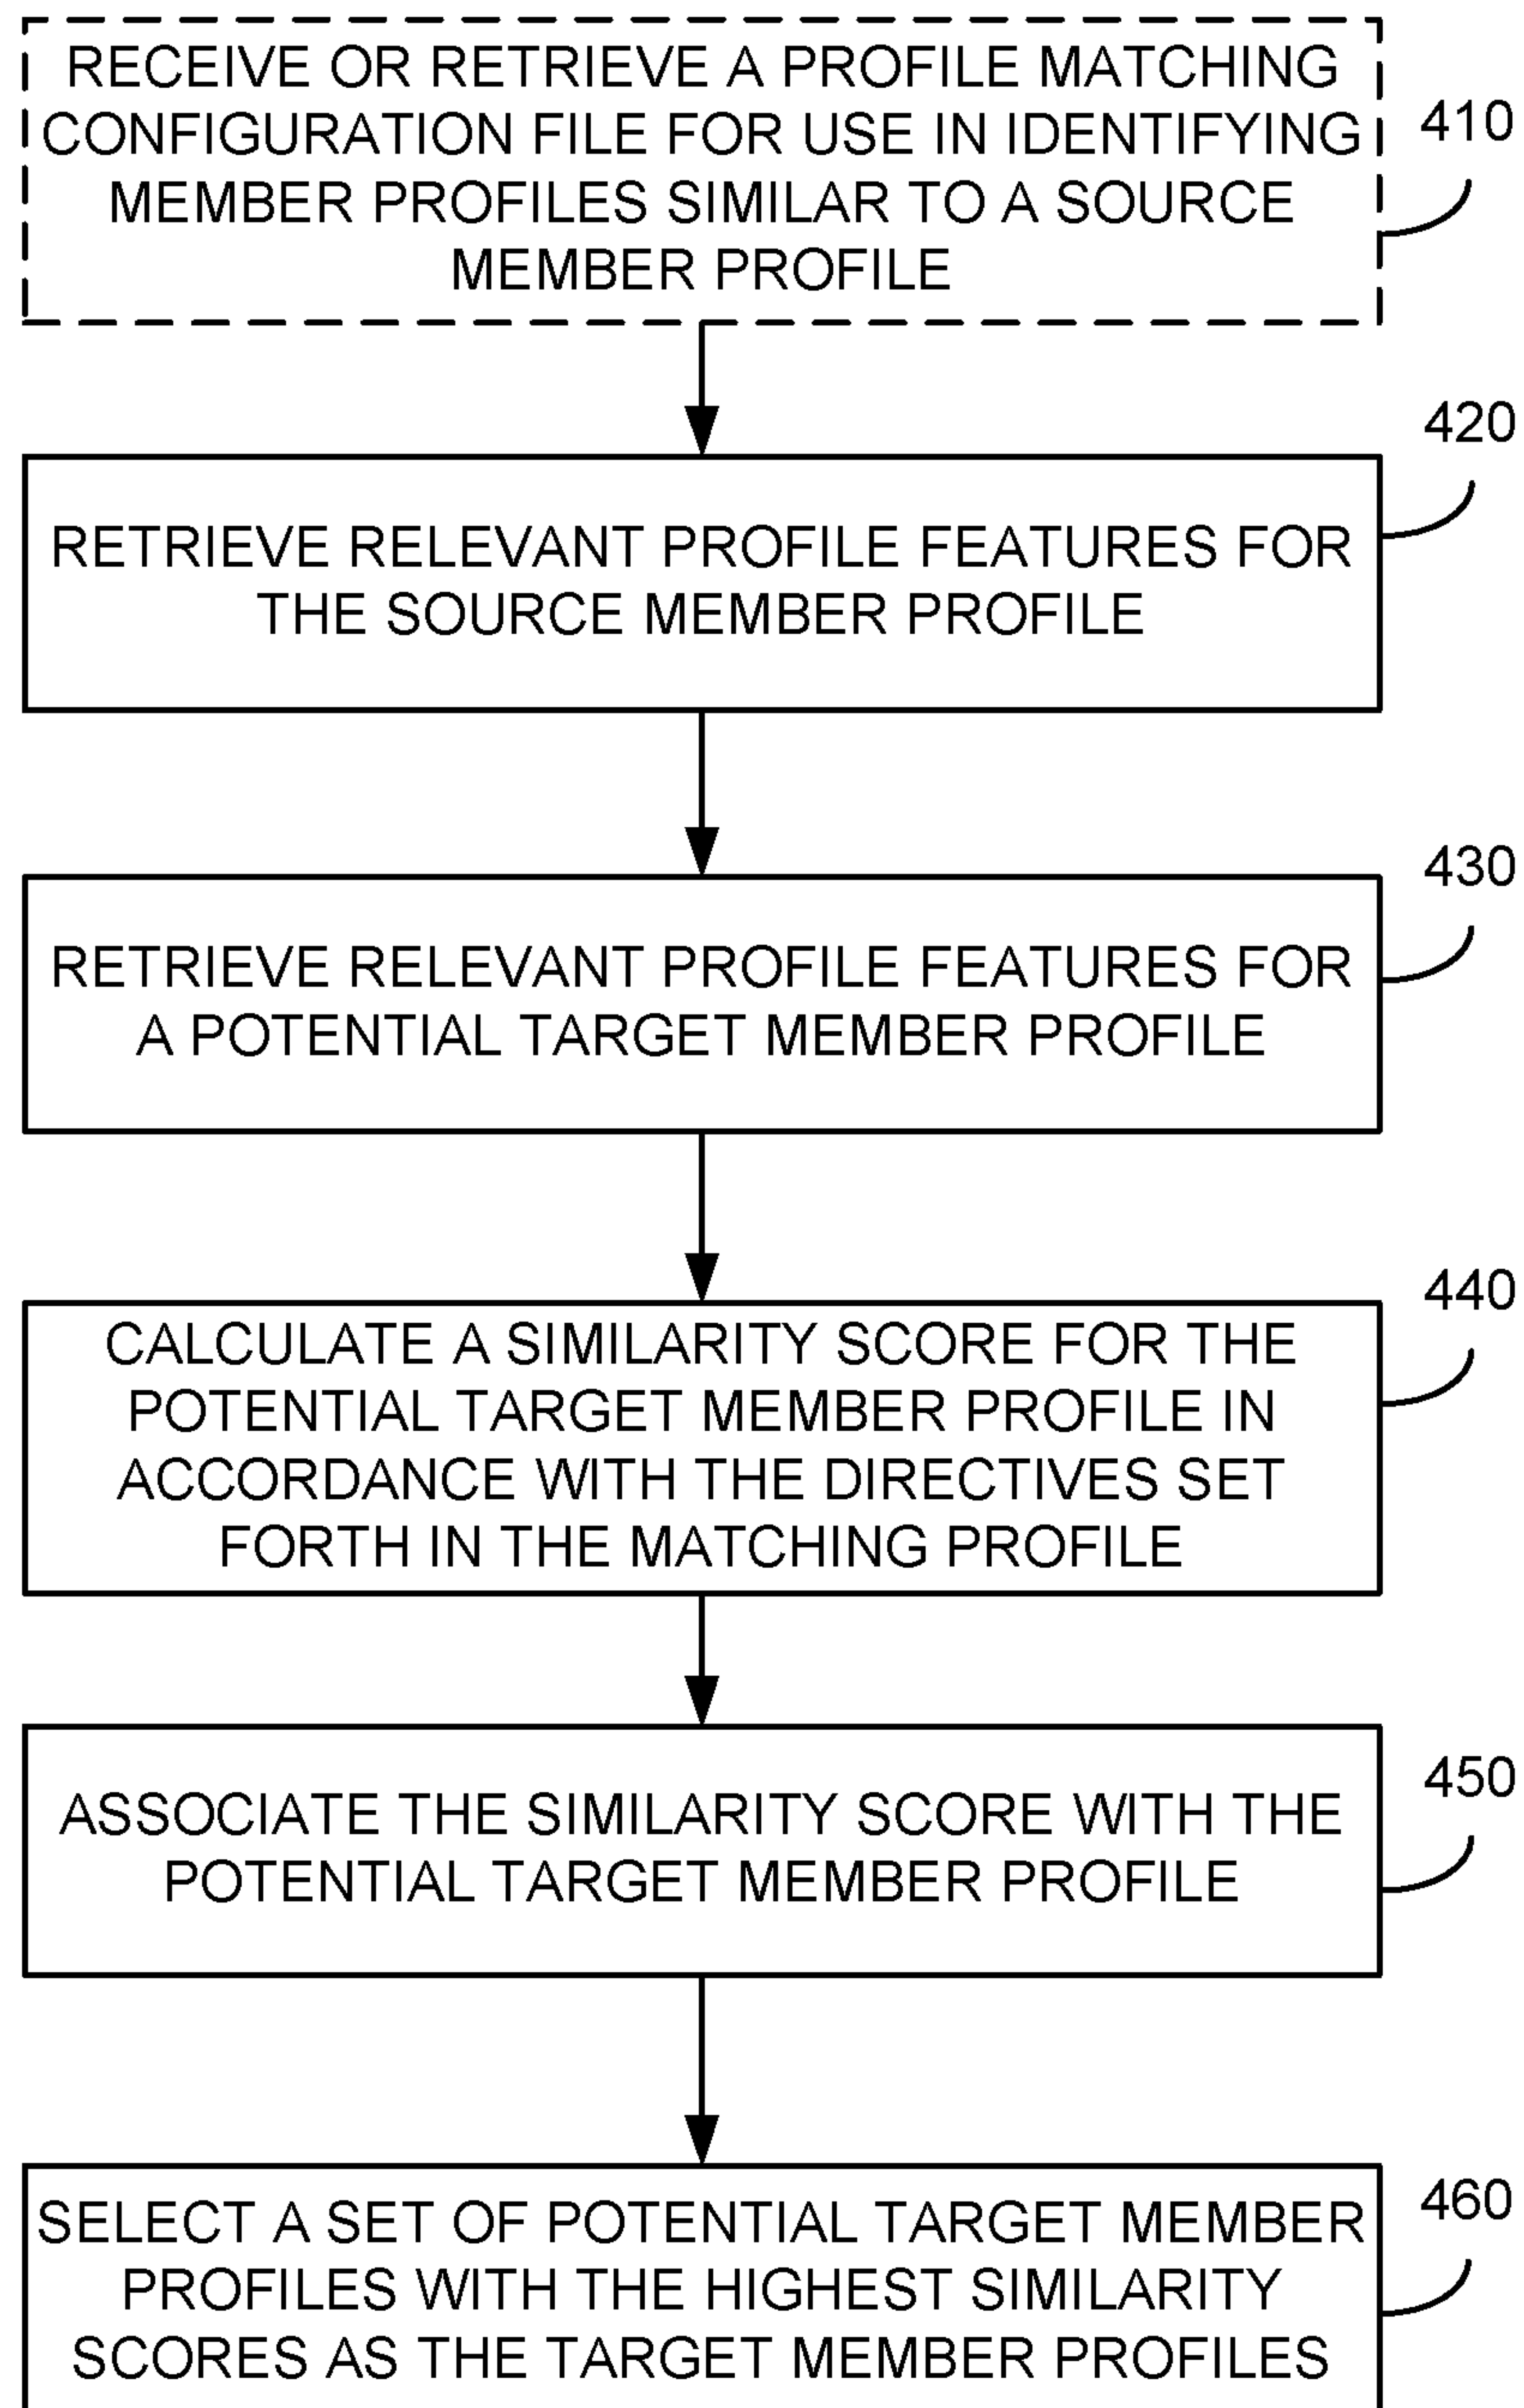 RECEIVE OR RETRIEVE A PROFILE MATCHING
CONFIGURATION FILE FOR USE IN IDENTIFYING
MEMBER PROFILES SIMILAR TO A SOURCE
MEMBER PROFILE
410
420
RETRIEVE RELEVANT PROFILE FEATURES FOR
THE SOURCE MEMBER PROFILE
430
RETRIEVE RELEVANT PROFILE FEATURES FOR
A POTENTIAL TARGET MEMBER PROFILE
440
CALCULATE A SIMILARITY SCORE FOR THE
POTENTIAL TARGET MEMBER PROFILE IN
ACCORDANCE WITH THE DIRECTIVES SET
FORTH IN THE MATCHING PROFILE
450
ASSOCIATE THE SIMILARITY SCORE WITH THE
POTENTIAL TARGET MEMBER PROFILE
460
SELECT A SET OF POTENTIAL TARGET MEMBER
PROFILES WITH THE HIGHEST SIMILARITY
SCORES AS THE TARGET MEMBER PROFILES